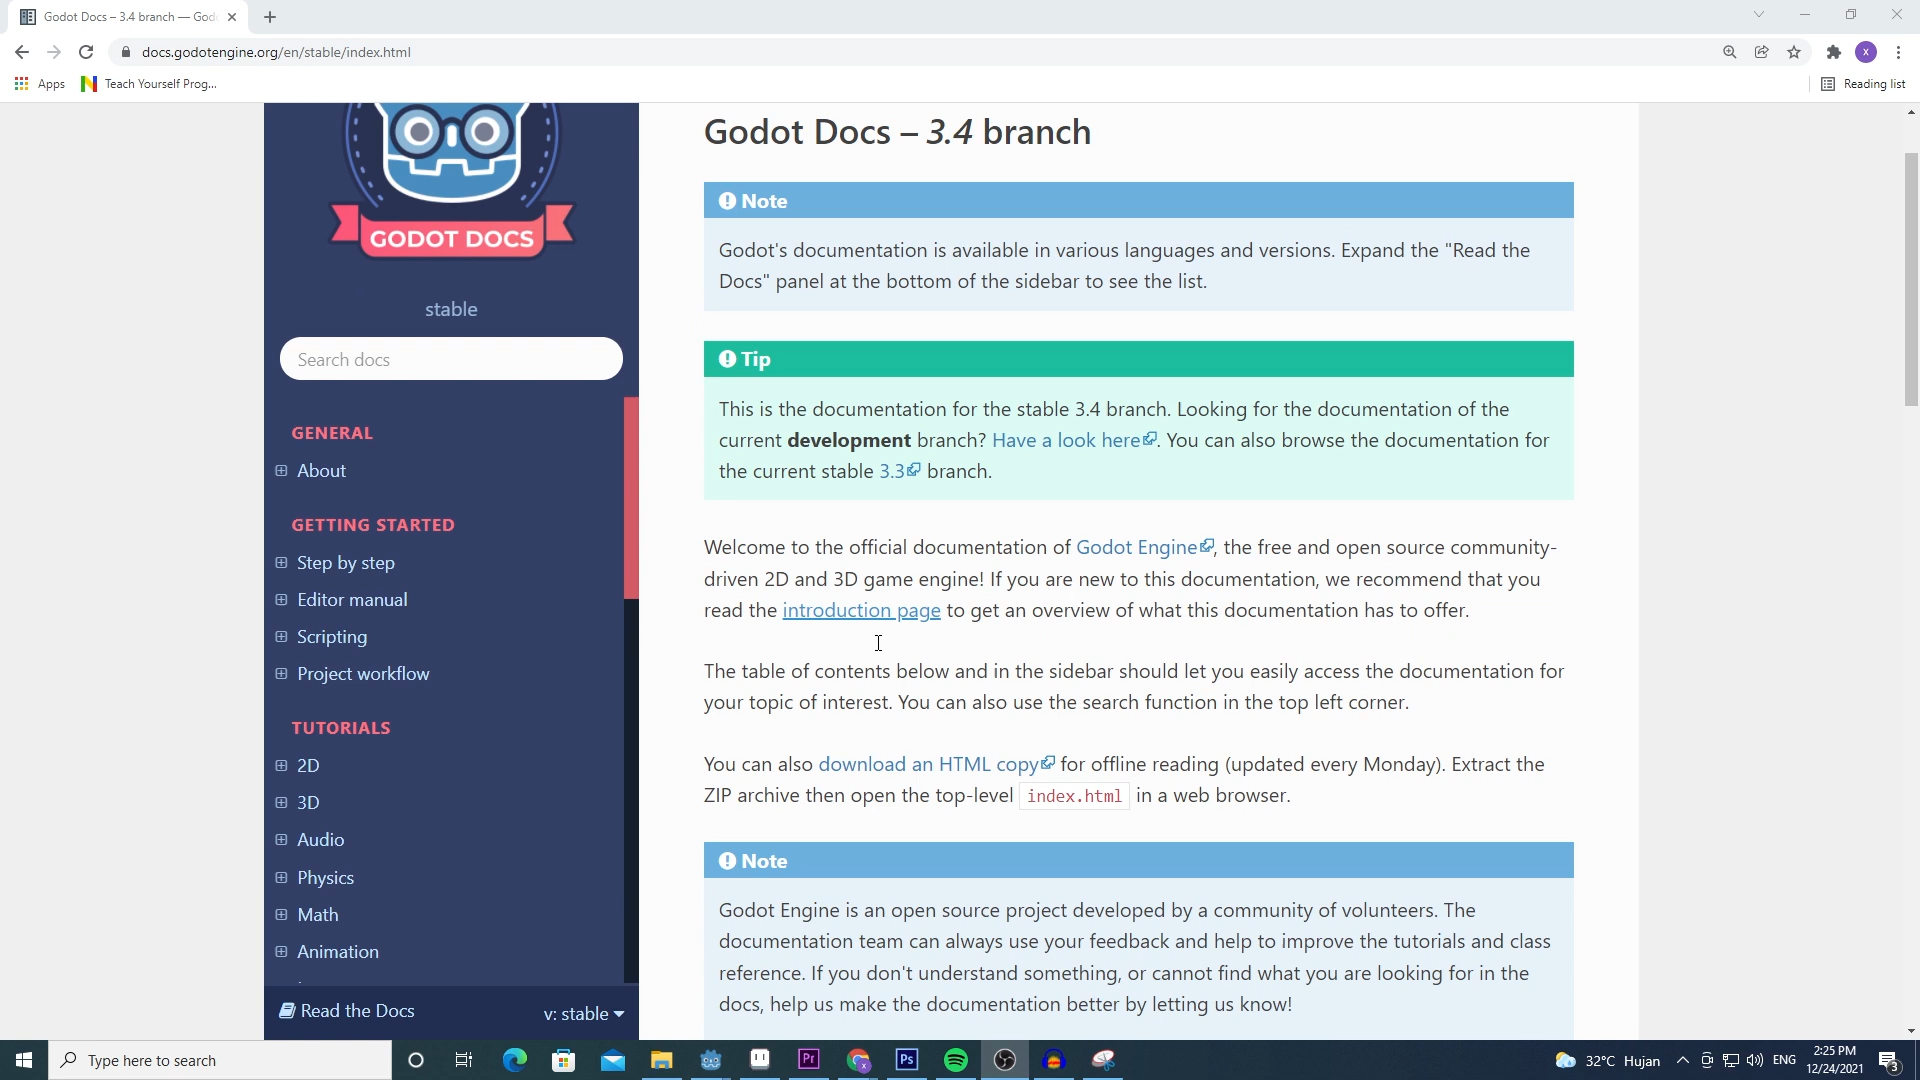 Godot Docs – 3.4 branch — God
docs.godotengine.org/en/stable/index.html
Apps
Teach Yourself Prog...
Reading list
GODOT DOCS
stable
Search docs
GENERAL
About
GETTING STARTED
Step by step
Editor manual
Scripting
Project workflow
TUTORIALS
2D
3D
Audio
Physics
Math
Animation
Read the Docs
v: stable
Godot Docs – 3.4 branch
Note
Godot's documentation is available in various languages and versions. Expand the "Read the
Docs" panel at the bottom of the sidebar to see the list.
Tip
This is the documentation for the stable 3.4 branch. Looking for the documentation of the
current development branch? Have a look here. You can also browse the documentation for
the current stable 3.3 branch.
Welcome to the official documentation of Godot Engine, the free and open source community-
driven 2D and 3D game engine! If you are new to this documentation, we recommend that you
read the introduction page to get an overview of what this documentation has to offer.
The table of contents below and in the sidebar should let you easily access the documentation for
your topic of interest. You can also use the search function in the top left corner.
You can also download an HTML copy for offline reading (updated every Monday). Extract the
ZIP archive then open the top-level index.html in a web browser.
Note
Godot Engine is an open source project developed by a community of volunteers. The
documentation team can always use your feedback and help to improve the tutorials and class
reference. If you don't understand something, or cannot find what you are looking for in the
docs, help us make the documentation better by letting us know!
Type here to search
Pr
Ps
32°C Hujan
ENG
2:25 PM
12/24/2021
3